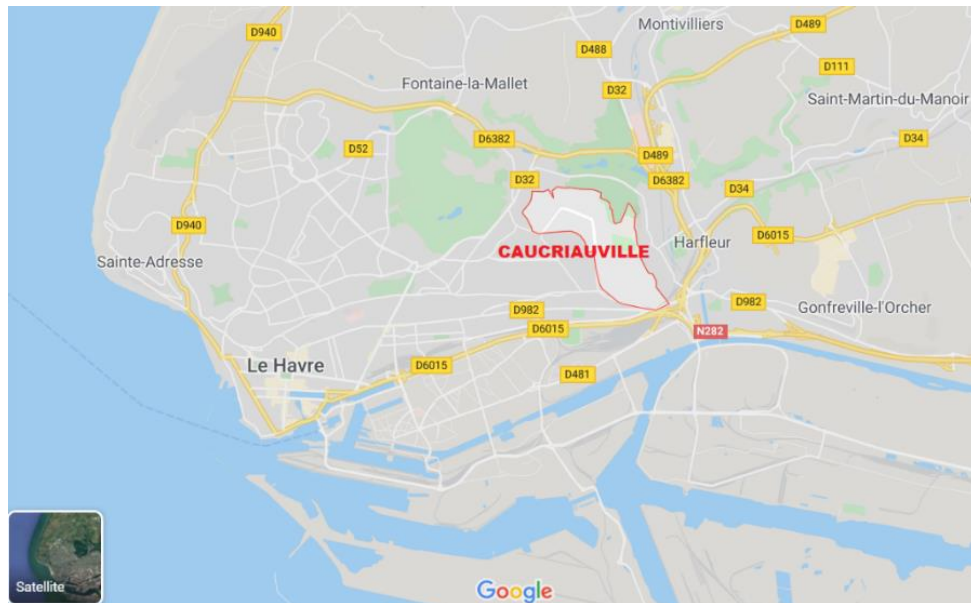 Montivilliers
D489
D940
D488
D111
Fontaine-la-Mallet
D32
Saint-Martin-du-Manoir
D6382
D34
D52
D489
D32
D6382
D34
D940
D6015
Harfleur
CAUCRIAUVILLE
Sainte-Adresse
D982
D982
Gonfreville-l'Orcher
D6015
N282
Le Havre
D6015
D481
Satellite
Google